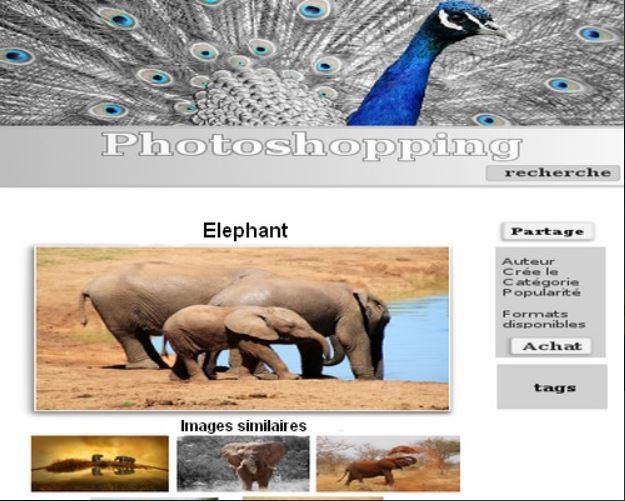 Photoshopping
recherche
Elephant
Partage
Auteur
Crée le
Catégorie
Popularité
Formats
disponibles
Achat
tags
Images similaires